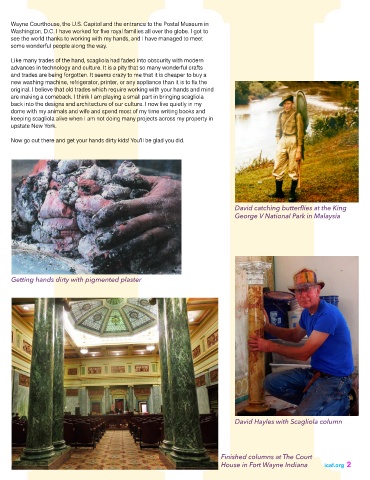 Wayne Courthouse, the U.S. Capitol and the entrance to the Postal Museum in
Washington, D.C. I have worked for five royal families all over the globe. I got to
see the world thanks to working with my hands, and I have managed to meet
some wonderful people along the way.
Like many trades of the hand, scagliola had faded into obscurity with modern
advances in technology and culture. It is a pity that so many wonderful crafts
and trades are being forgotten. It seems crazy to me that it is cheaper to buy a
new washing machine, refrigerator, printer, or any appliance than it is to fix the
original. I believe that old trades which require working with your hands and mind
are making a comeback. I think I am playing a small part in bringing scagliola
back into the designs and architecture of our culture. I now live quietly in my
dome with my animals and wife and spend most of my time writing books and
keeping scagliola alive when I am not doing many projects across my property in
upstate New York.
Now go out there and get your hands dirty kids! You'll be glad you did.
David catching butterflies at the King
George V National Park in Malaysia
Getting hands dirty with pigmented plaster
David Hayles with Scagliola column
Finished columns at The Court
House in Fort Wayne Indiana
icaf.org 2